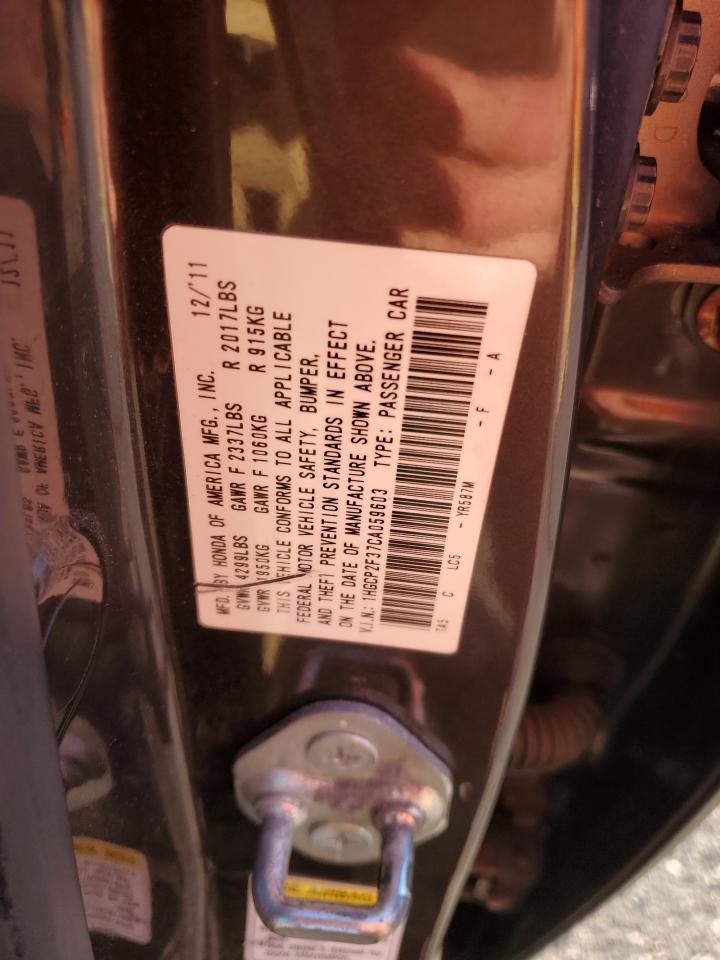 MFD. BY HONDA OF AMERICA MFG., INC. 12/'11
GVWR 4299LBS GAWR F 2337LBS R 2017LBS
GVWR 1950KG GAWR F 1060KG R 915KG
THIS VEHICLE CONFORMS TO ALL APPLICABLE
FEDERAL MOTOR VEHICLE SAFETY, BUMPER,
AND THEFT PREVENTION STANDARDS IN EFFECT
ON THE DATE OF MANUFACTURE SHOWN ABOVE.
V.I.N.: 1HGCP2F37CA059603 TYPE: PASSENGER CAR
TA5 C LC5 - YR587M - F - A